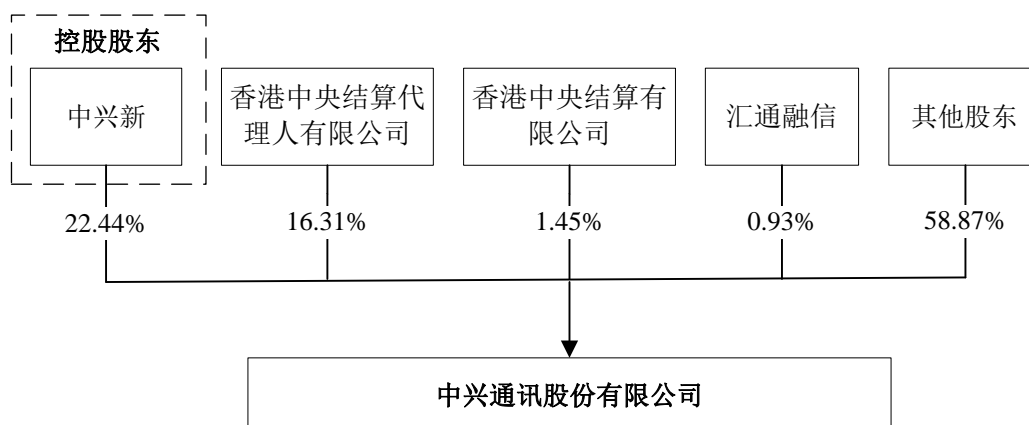 控股股东
中兴新
香港中央结算代
理人有限公司
香港中央结算有
限公司
汇通融信
其他股东
22.44%
16.31%
1.45%
0.93%
58.87%
中兴通讯股份有限公司